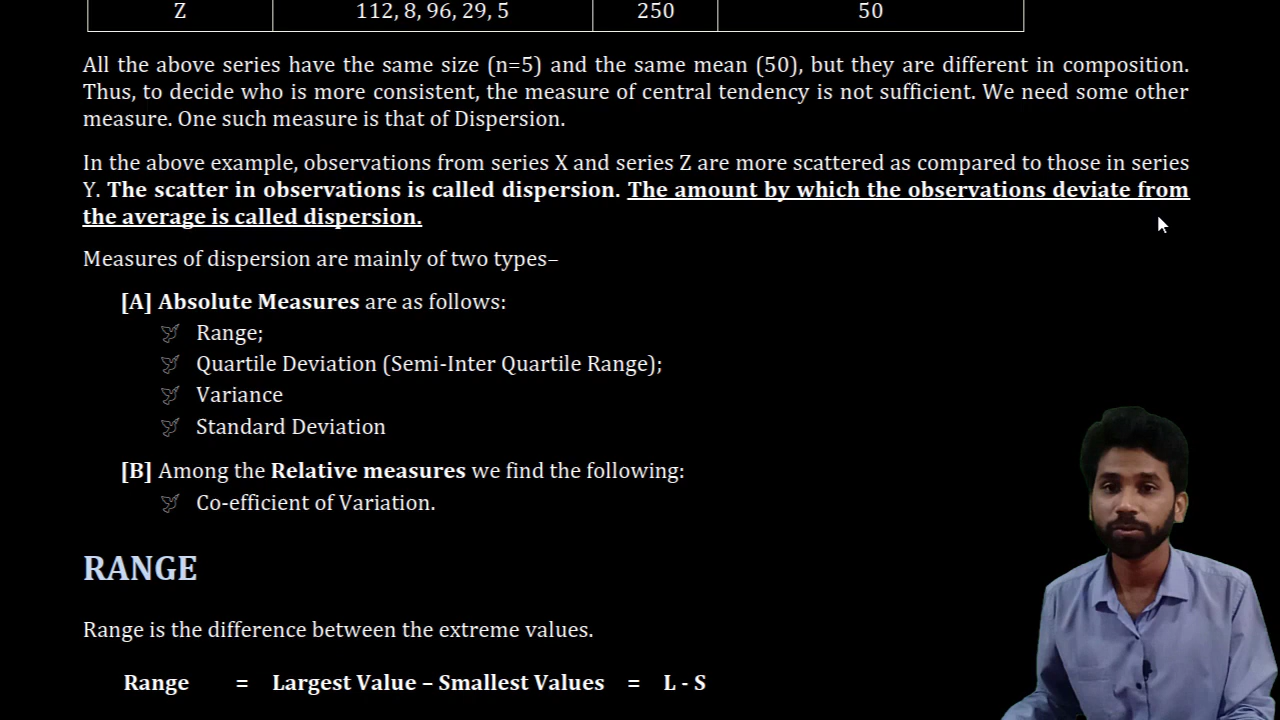 Z 112, 8, 96, 29, 5 250 50
All the above series have the same size (n=5) and the same mean (50), but they are different in composition.
Thus, to decide who is more consistent, the measure of central tendency is not sufficient. We need some other
measure. One such measure is that of Dispersion.
In the above example, observations from series X and series Z are more scattered as compared to those in series
Y. The scatter in observations is called dispersion. The amount by which the observations deviate from
the average is called dispersion.
Measures of dispersion are mainly of two types–
[A] Absolute Measures are as follows:
Range;
Quartile Deviation (Semi-Inter Quartile Range);
Variance
Standard Deviation
[B] Among the Relative measures we find the following:
Co-efficient of Variation.
RANGE
Range is the difference between the extreme values.
Range = Largest Value – Smallest Values = L - S